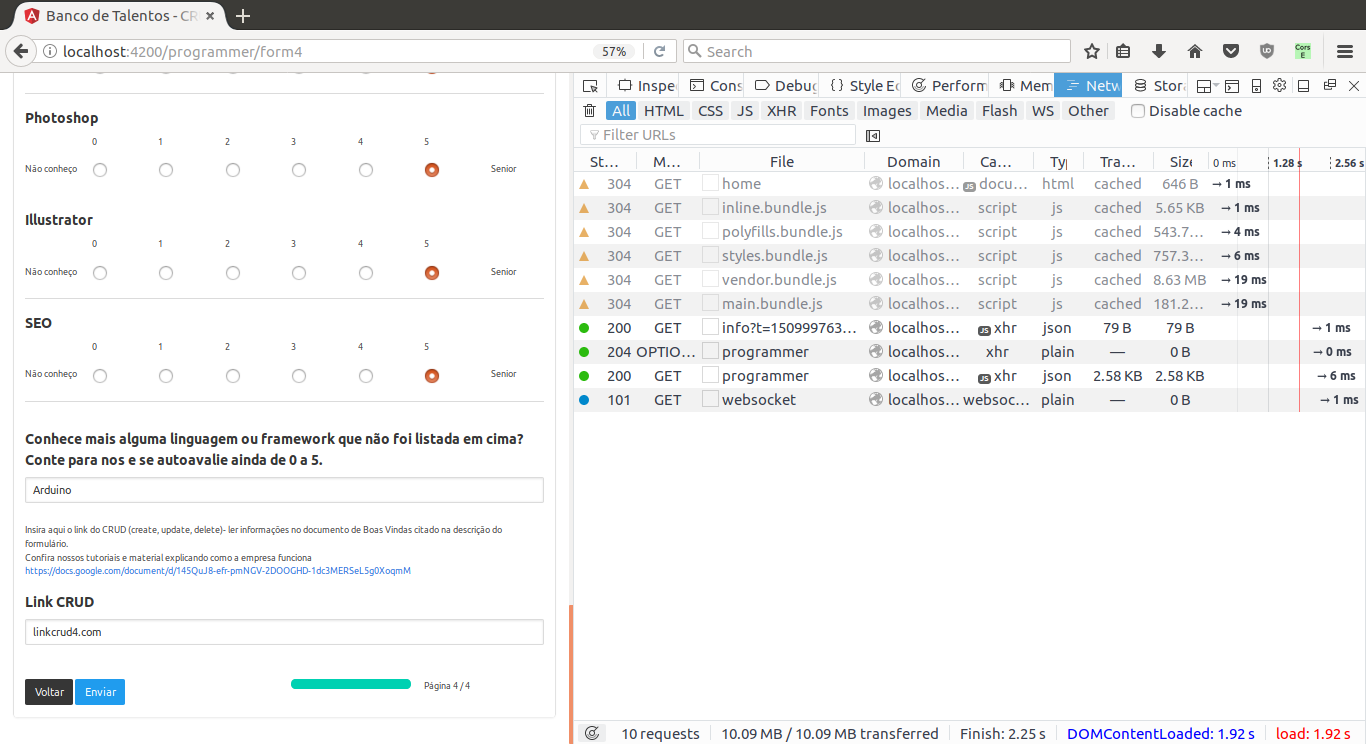 Banco de Talentos - CR
localhost:4200/programmer/form4
57%
Search
Cors
E
Photoshop
0 1 2 3 4 5
Não conheço Senior
Illustrator
0 1 2 3 4 5
Não conheço Senior
SEO
0 1 2 3 4 5
Não conheço Senior
Conhece mais alguma linguagem ou framework que não foi listada em cima?
Conte para nos e se autoavalie ainda de 0 a 5.
Arduino
Insira aqui o link do CRUD (create, update, delete)- ler informações no documento de Boas Vindas citado na descrição do
formulário.
Confira nossos tutoriais e material explicando como a empresa funciona
https://docs.google.com/document/d/145QuJ8-efr-pmNGV-2DOOGHD-1dc3MERSeL5g0XoqmM
Link CRUD
linkcrud4.com
Voltar Enviar Página 4 / 4
Inspe Cons Debug Style Ec Perform Mem Netw Stor
All HTML CSS JS XHR Fonts Images Media Flash WS Other Disable cache
Filter URLs
St... M... File Domain Ca... Typ Tra... Size 0 ms 1.28 s 2.56 s
304 GET home localhos... JS docu... html cached 646 B → 1 ms
304 GET inline.bundle.js localhos... script js cached 5.65 KB → 1 ms
304 GET polyfills.bundle.js localhos... script js cached 543.7... → 4 ms
304 GET styles.bundle.js localhos... script js cached 757.3... → 6 ms
304 GET vendor.bundle.js localhos... script js cached 8.63 MB → 19 ms
304 GET main.bundle.js localhos... script js cached 181.2... → 19 ms
200 GET info?t=150999763... localhos... JS xhr json 79 B 79 B → 1 ms
204 OPTIO... programmer localhos... xhr plain — 0 B → 0 ms
200 GET programmer localhos... JS xhr json 2.58 KB 2.58 KB → 6 ms
101 GET websocket localhos... websoc... plain — 0 B → 1 ms
10 requests 10.09 MB / 10.09 MB transferred Finish: 2.25 s DOMContentLoaded: 1.92 s load: 1.92 s